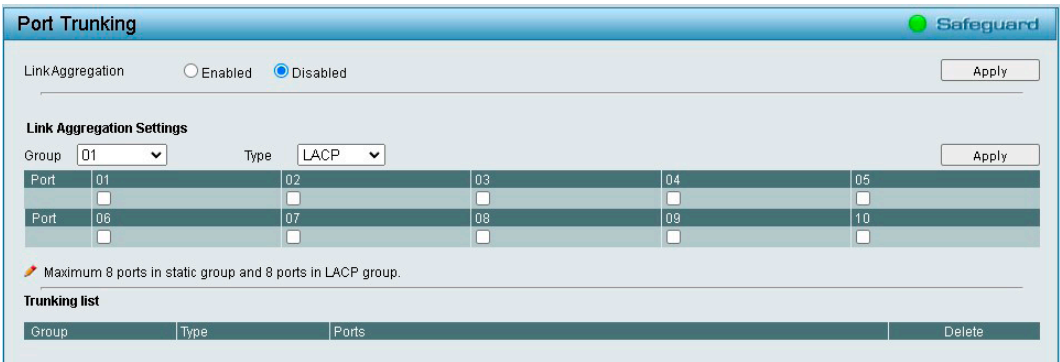 Port Trunking Safeguard
LinkAggregation Enabled Disabled Apply
Link Aggregation Settings
Group 01 Type LACP Apply
Port 01 02 03 04 05
Port 06 07 08 09 10
Maximum 8 ports in static group and 8 ports in LACP group.
Trunking list
Group Type Ports Delete